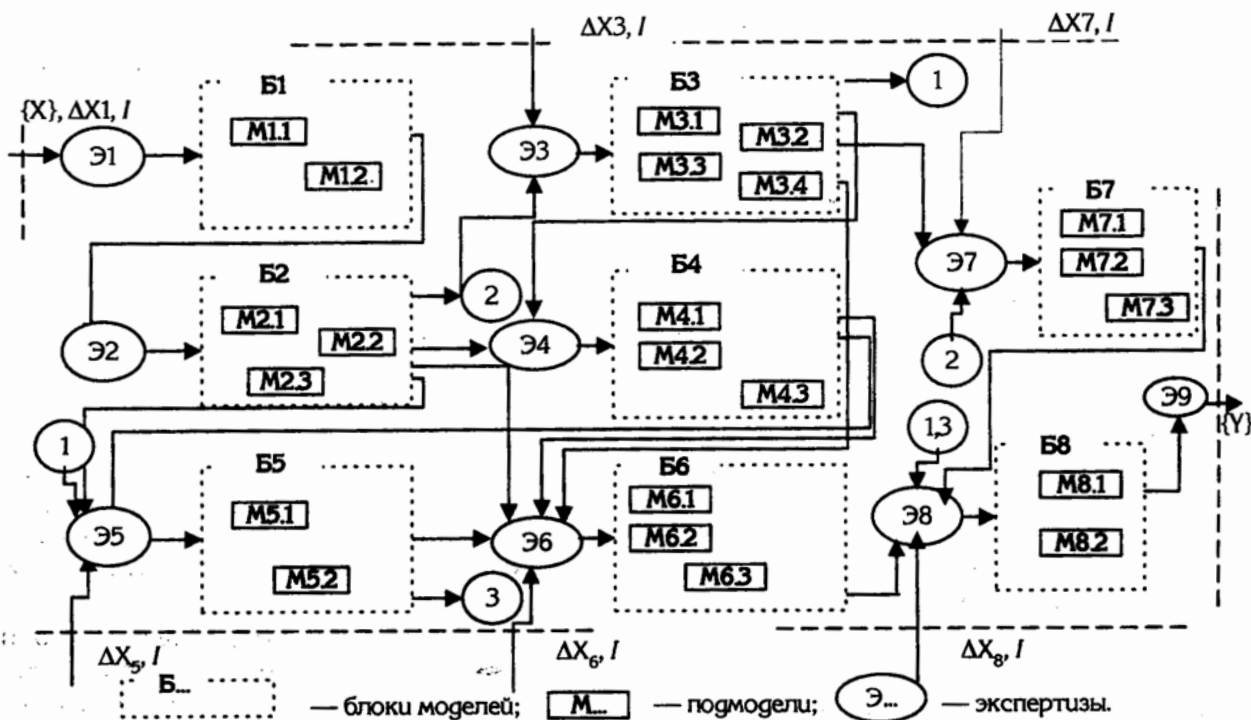 ΔX3, I
ΔX7, I
{X}, ΔX1, I
Э1
Б1
М1.1
М1.2
Э3
Б3
М3.1
М3.2
М3.3
М3.4
1
Э7
Б7
М7.1
М7.2
М7.3
Э2
Б2
М2.1
М2.2
М2.3
2
Э4
Б4
М4.1
М4.2
М4.3
2
Э9
{Y}
1
1,3
Э5
Б5
М5.1
М5.2
3
Э6
Б6
М6.1
М6.2
М6.3
Э8
Б8
М8.1
М8.2
ΔX5, I
ΔX6, I
ΔX8, I
Б... — блоки моделей; М... — подмодели; Э... — экспертизы.